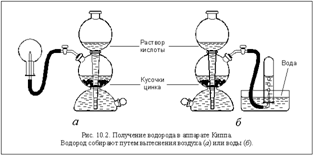 Раствор
кислоты
Кусочки
цинка
Вода
а
б
Рис. 10.2. Получение водорода в аппарате Киппа.
Водород собирают путем вытеснения воздуха (а) или воды (б).